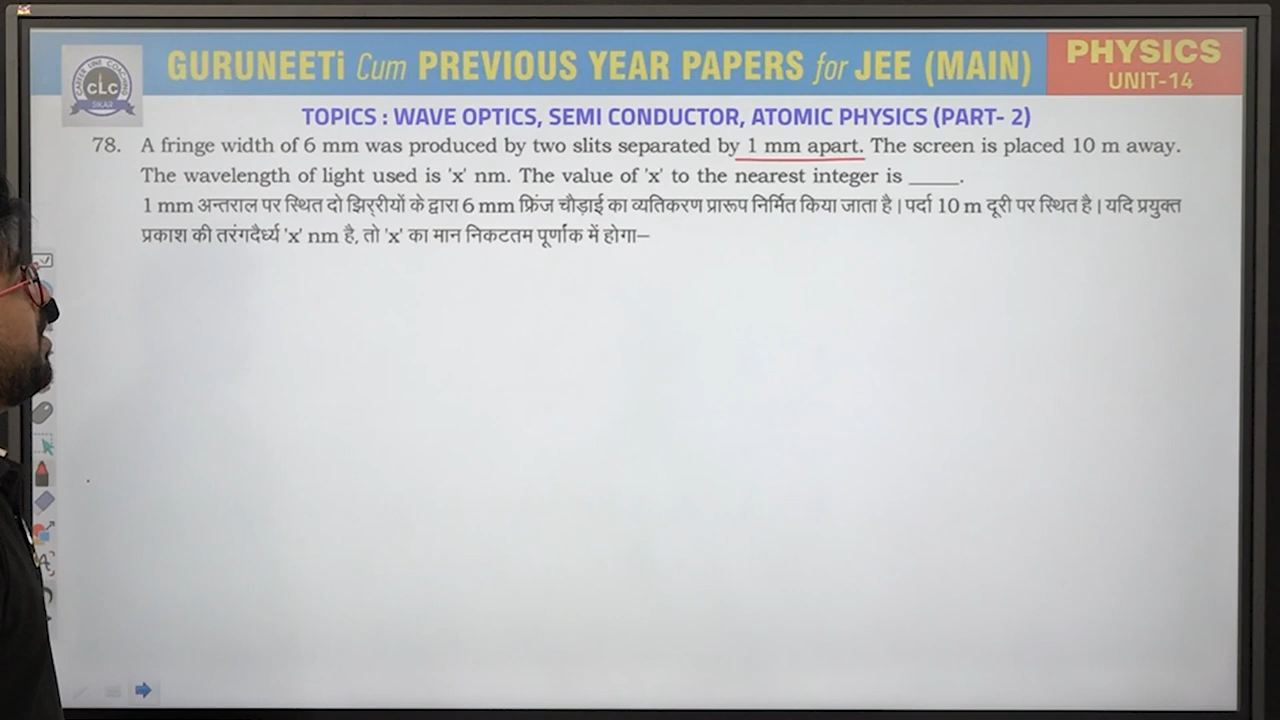 GURUNEETi Cum PREVIOUS YEAR PAPERS for JEE (MAIN)
PHYSICS
UNIT-14
CAREER LINE COACHING
CLC
SIKAR
TOPICS : WAVE OPTICS, SEMI CONDUCTOR, ATOMIC PHYSICS (PART- 2)
78. A fringe width of 6 mm was produced by two slits separated by 1 mm apart. The screen is placed 10 m away.
The wavelength of light used is 'x' nm. The value of 'x' to the nearest integer is _____.
1 mm अन्तराल पर स्थित दो झिर्रीयों के द्वारा 6 mm फ्रिंज चौड़ाई का व्यतिकरण प्रारूप निर्मित किया जाता है। पर्दा 10 m दूरी पर स्थित है। यदि प्रयुक्त
प्रकाश की तरंगदैर्ध्य 'x' nm है, तो 'x' का मान निकटतम पूर्णांक में होगा–